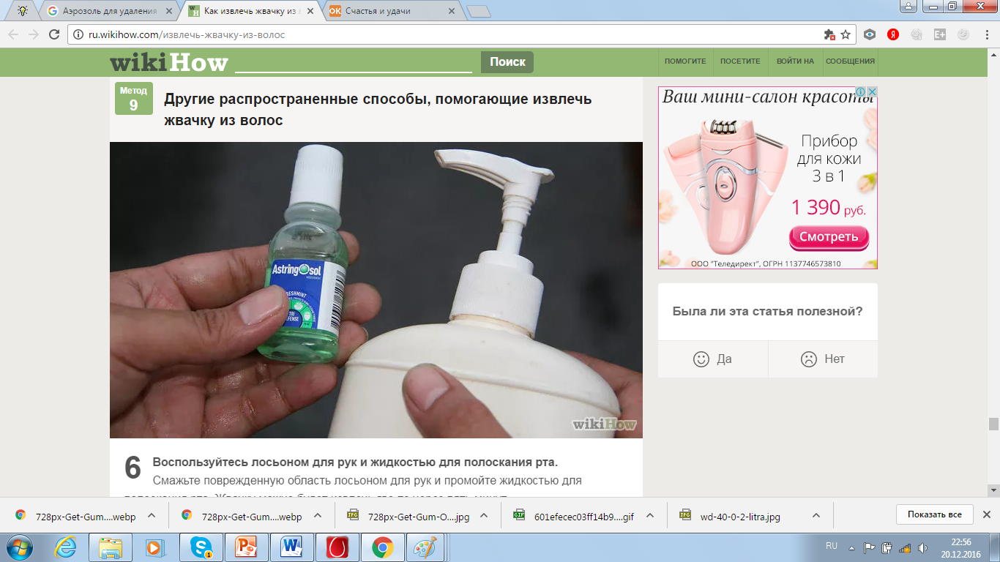 Аэрозоль для удаления
Как извлечь жвачку из в
Счастья и удачи
ru.wikihow.com/извлечь-жвачку-из-волос
wikiHow
Поиск
ПОМОГИТЕ
ПОСЕТИТЕ
ВОЙТИ НА
СООБЩЕНИЯ
Метод
9
Другие распространенные способы, помогающие извлечь
жвачку из волос
AstringOsol
FRESHMINT
wikiHow
6
Воспользуйтесь лосьоном для рук и жидкостью для полоскания рта.
Смажьте поврежденную область лосьоном для рук и промойте жидкостью для
Ваш мини-салон красоты
Прибор
для кожи
3 в 1
1 390 руб.
Смотреть
ООО "Теледирект", ОГРН 1137746573810
Была ли эта статья полезной?
Да
Нет
728px-Get-Gum....webp
728px-Get-Gum....webp
728px-Get-Gum-O....jpg
601efecec03ff14b9....gif
wd-40-0-2-litra.jpg
Показать все
RU
22:56
20.12.2016